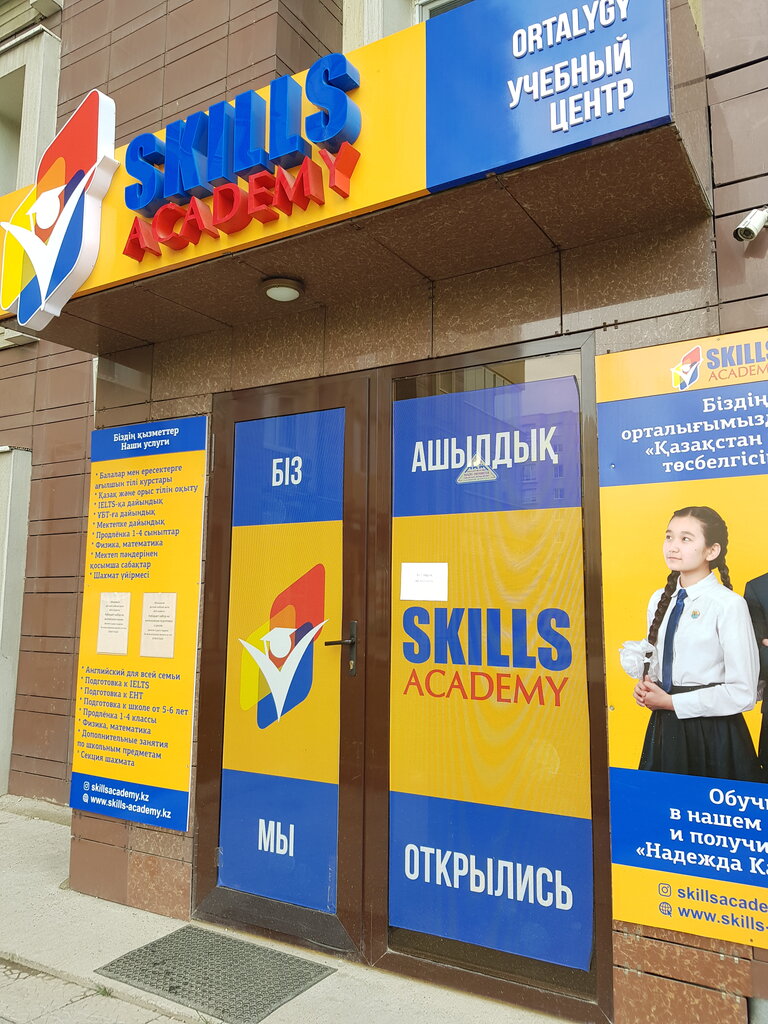 SKILLS
ACADEMY
ORTALYGY
УЧЕБНЫЙ
ЦЕНТР
Біздің қызметтер
Наши услуги
* Балалар мен ересектерге
ағылшын тілі курстары
* Қазақ және орыс тілін оқыту
* IELTS-қа дайындық
* ҰБТ-ға дайындық
* Мектепке дайындық
* Продлёнка 1-4 сыныптар
* Физика, математика
* Мектеп пәндерінен
қосымша сабақтар
* Шахмат үйірмесі
* Английский для всей семьи
* Подготовка к IELTS
* Подготовка к ЕНТ
* Подготовка к школе от 5-6 лет
* Продлёнка 1-4 классы
* Физика, математика
* Дополнительные занятия
по школьным предметам
* Секция шахмата
skillsacademy.kz
www.skills-academy.kz
БІЗ
МЫ
АШЫЛДЫҚ
SKILLS
ACADEMY
ОТКРЫЛИСЬ
SKILLS
ACADEMY
Біздің
орталығымызд
«Қазақстан
төсбелгісі
Обуч
в нашем
и получи
«Надежда Ка
skillsacade
www.skills-